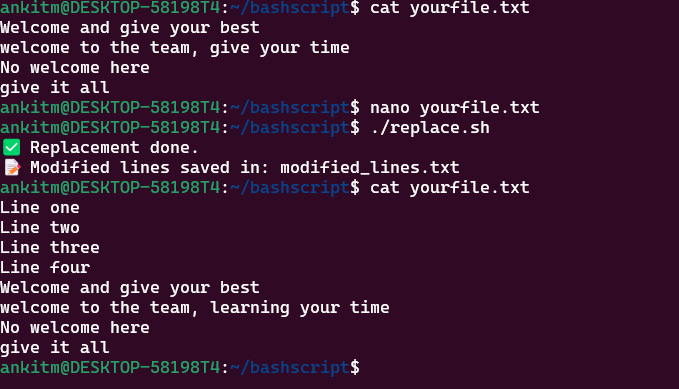 ankitm@DESKTOP-58198T4:~/bashscript$ cat yourfile.txt
Welcome and give your best
welcome to the team, give your time
No welcome here
give it all
ankitm@DESKTOP-58198T4:~/bashscript$ nano yourfile.txt
ankitm@DESKTOP-58198T4:~/bashscript$ ./replace.sh
✅ Replacement done.
📝 Modified lines saved in: modified_lines.txt
ankitm@DESKTOP-58198T4:~/bashscript$ cat yourfile.txt
Line one
Line two
Line three
Line four
Welcome and give your best
welcome to the team, learning your time
No welcome here
give it all
ankitm@DESKTOP-58198T4:~/bashscript$